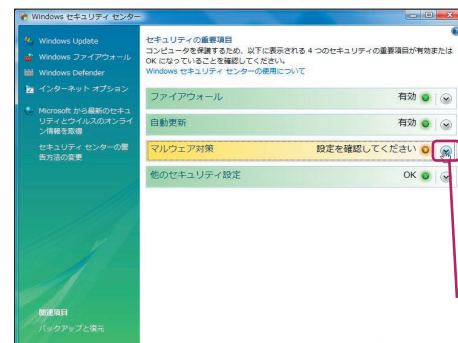 Windows セキュリティ センター
Windows Update
Windows ファイアウォール
Windows Defender
インターネット オプション
Microsoft から最新のセキュ
リティとウイルスのオンライ
ン情報を取得
セキュリティ センターの警
告方法の変更
関連項目
バックアップと復元
セキュリティの重要項目
コンピュータを保護するため、以下に表示される 4 つのセキュリティの重要項目が有効または
OK になっていることを確認してください。
Windows セキュリティ センターの使用について
ファイアウォール 有効
自動更新 有効
マルウェア対策 設定を確認してください
他のセキュリティ設定 OK